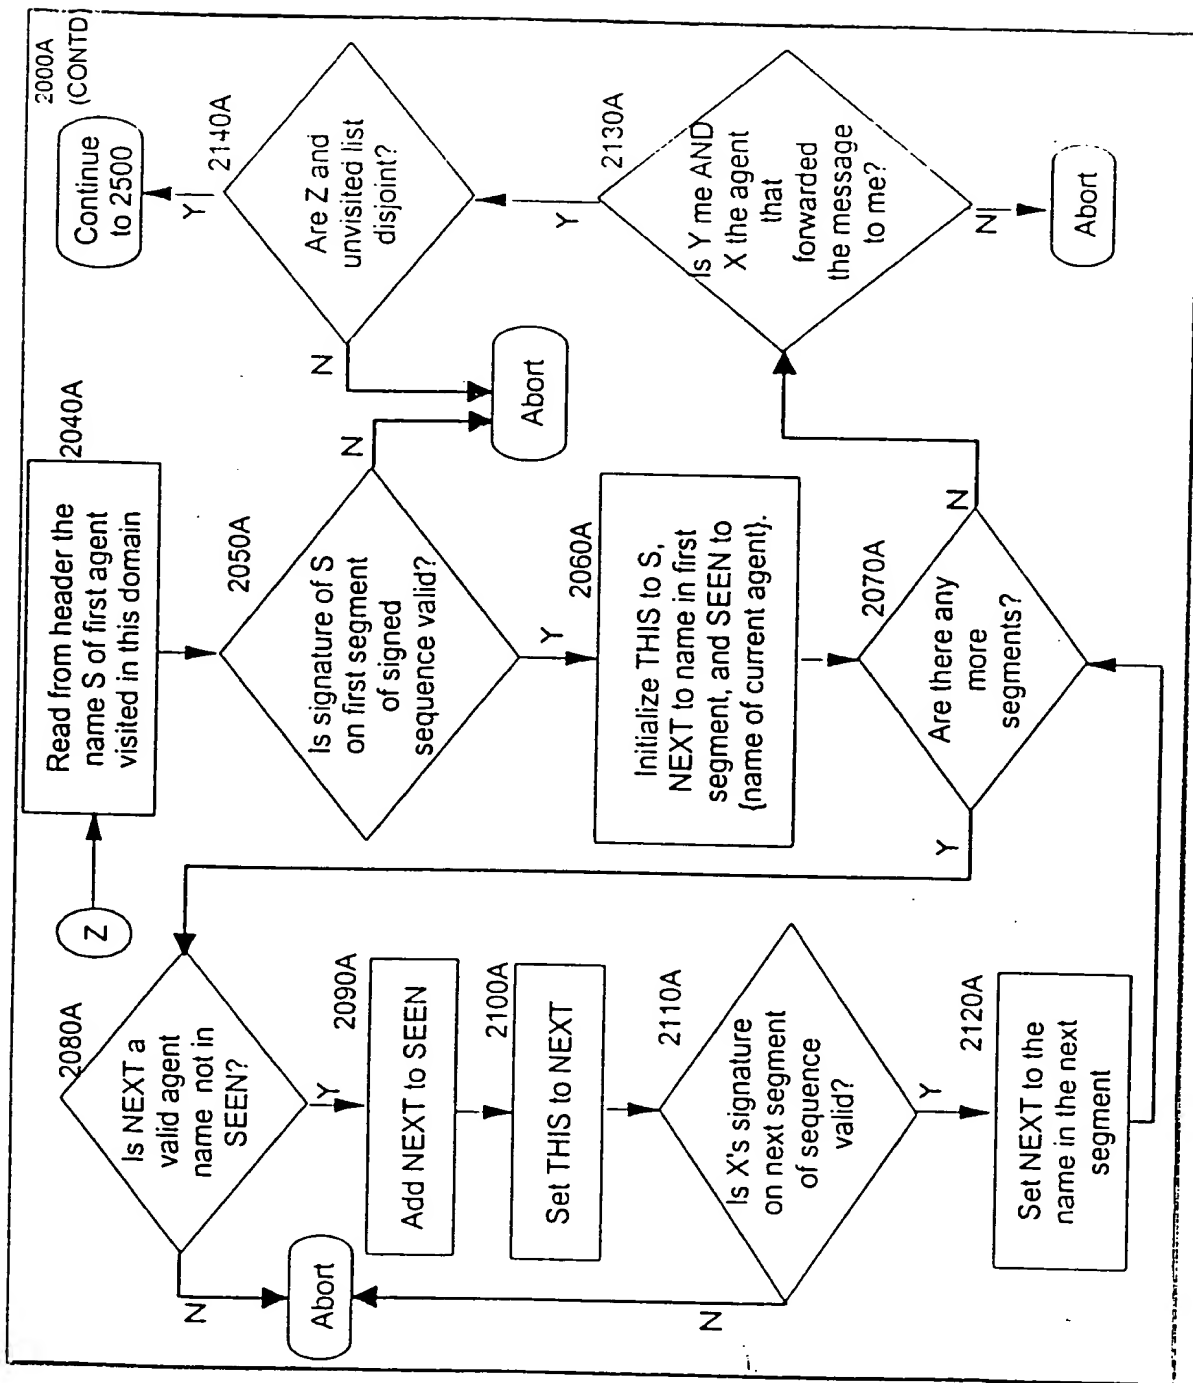 2000A
(CONTD)
Z
Read from header the
name S of first agent
visited in this domain
2040A
Is signature of S
on first segment
of signed
sequence valid?
2050A
N
Abort
Y
Initialize THIS to S,
NEXT to name in first
segment, and SEEN to
{name of current agent}.
2060A
Are there any
more
segments?
2070A
Y
N
Is NEXT a
valid agent
name not in
SEEN?
2080A
N
Abort
Y
Add NEXT to SEEN
2090A
Set THIS to NEXT
2100A
Is X's signature
on next segment
of sequence
valid?
2110A
N
Y
Set NEXT to the
name in the next
segment
2120A
Is Y me AND
X the agent
that
forwarded
the message
to me?
2130A
N
Abort
Y
Are Z and
unvisited list
disjoint?
2140A
N
Y
Continue
to 2500